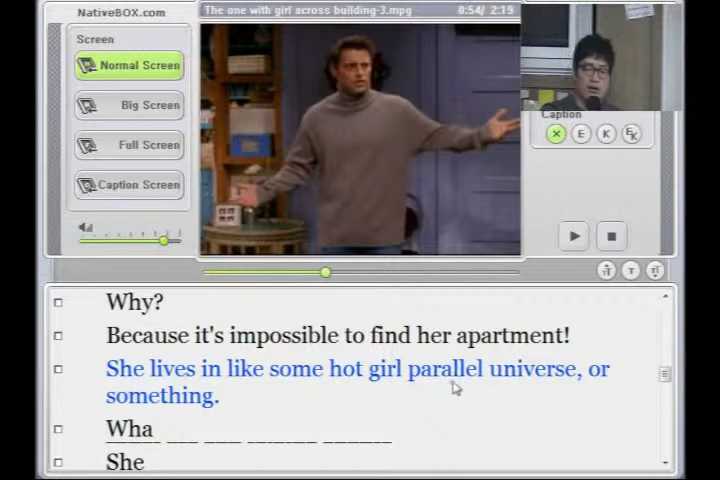 NativeBOX.com
The one with girl across building-3.mpg
0:54/ 2:19
Screen
Normal Screen
Big Screen
Full Screen
Caption Screen
Caption
X E K EK
T T T
Why?
Because it's impossible to find her apartment!
She lives in like some hot girl parallel universe, or
something.
Wha
She